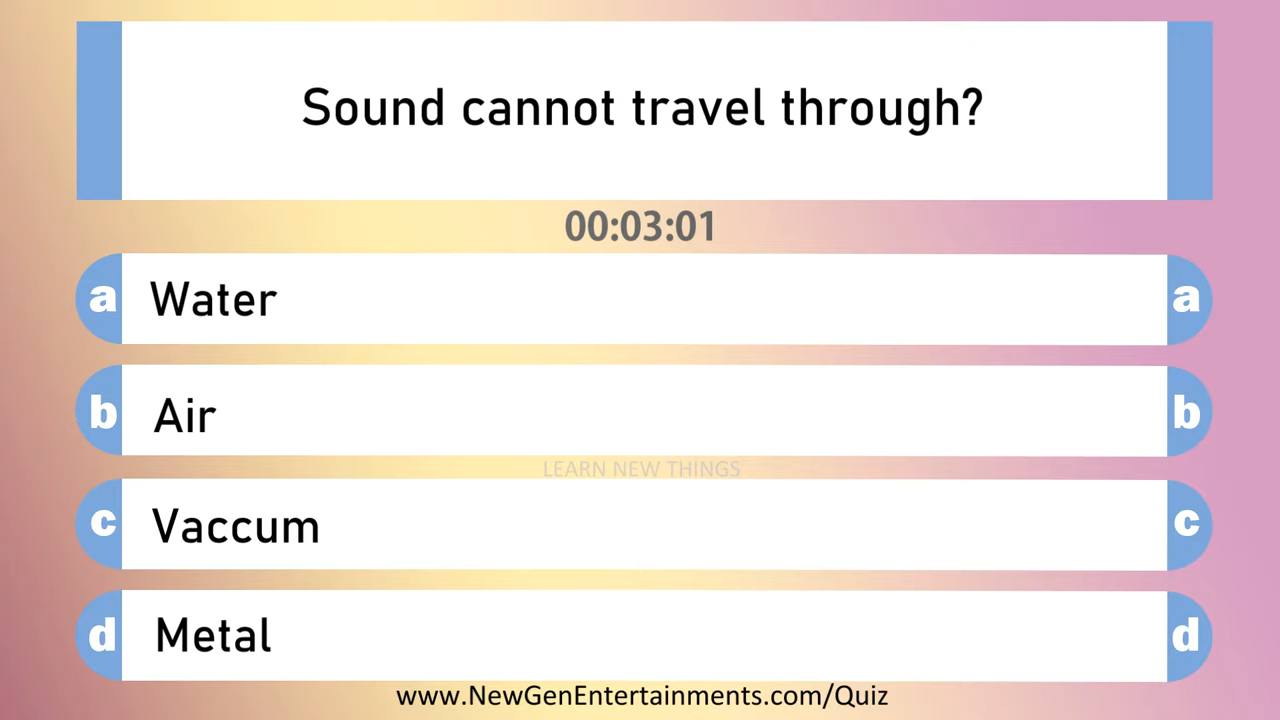 Sound cannot travel through?
00:03:01
a Water a
b Air b
LEARN NEW THINGS
c Vaccum c
d Metal d
www.NewGenEntertainments.com/Quiz